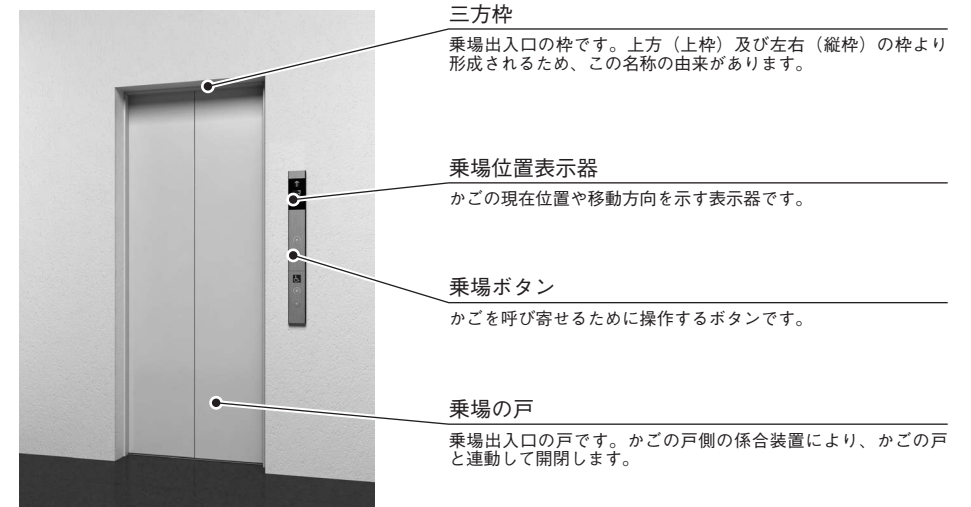 三方枠
乗場出入口の枠です。上方（上枠）及び左右（縦枠）の枠より
形成されるため、この名称の由来があります。
乗場位置表示器
かごの現在位置や移動方向を示す表示器です。
乗場ボタン
かごを呼び寄せるために操作するボタンです。
乗場の戸
乗場出入口の戸です。かごの戸側の係合装置により、かごの戸
と連動して開閉します。